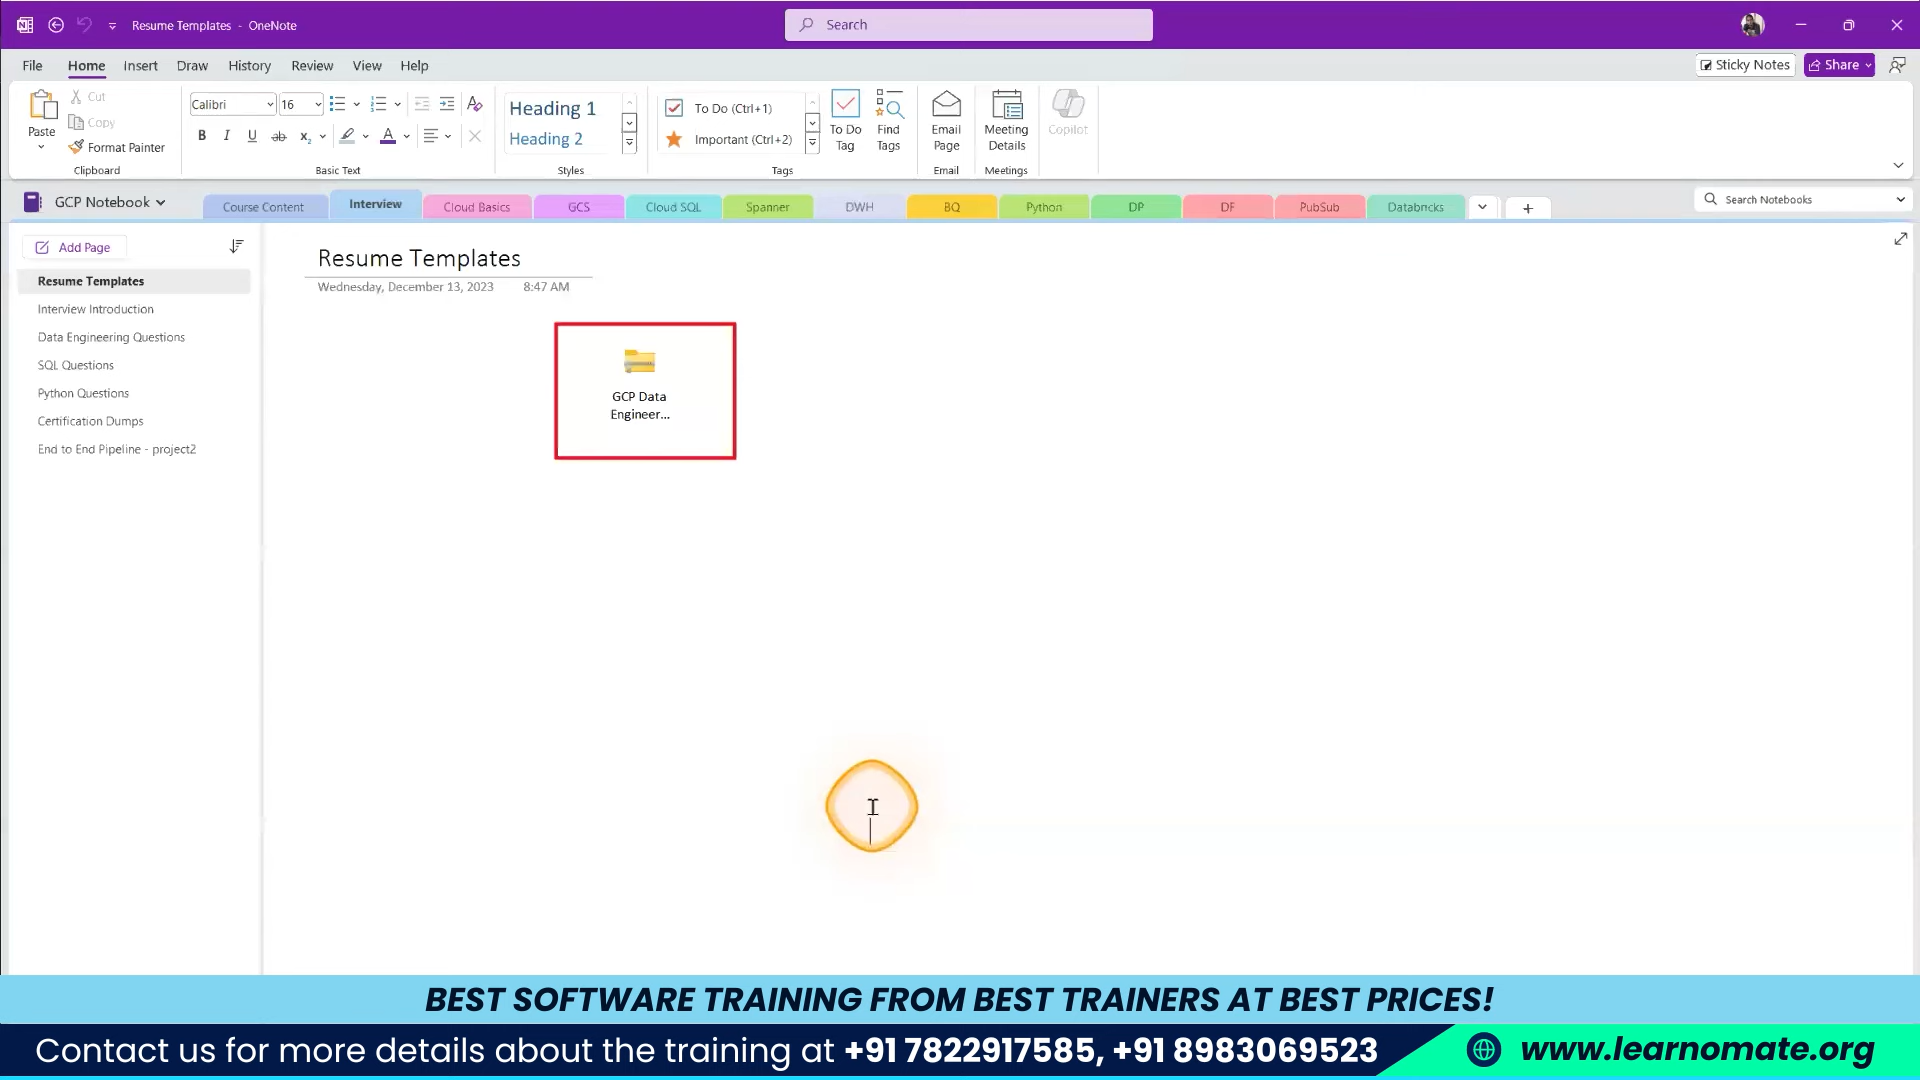 Resume Templates - OneNote
Search
File Home Insert Draw History Review View Help
Sticky Notes
Share
Paste
Cut
Copy
Format Painter
Clipboard
Calibri
16
B I U ab x₂ A
Basic Text
Heading 1
Heading 2
Styles
To Do (Ctrl+1)
Important (Ctrl+2)
Tags
To Do Tag
Find Tags
Email Page
Email
Meeting Details
Meetings
Copilot
GCP Notebook
Course Content
Interview
Cloud Basics
GCS
Cloud SQL
Spanner
DWH
BQ
Python
DP
DF
PubSub
Databricks
Search Notebooks
Add Page
Resume Templates
Interview Introduction
Data Engineering Questions
SQL Questions
Python Questions
Certification Dumps
End to End Pipeline - project2
Resume Templates
Wednesday, December 13, 2023 8:47 AM
GCP Data
Engineer...
BEST SOFTWARE TRAINING FROM BEST TRAINERS AT BEST PRICES!
Contact us for more details about the training at +91 7822917585, +91 8983069523
www.learnomate.org